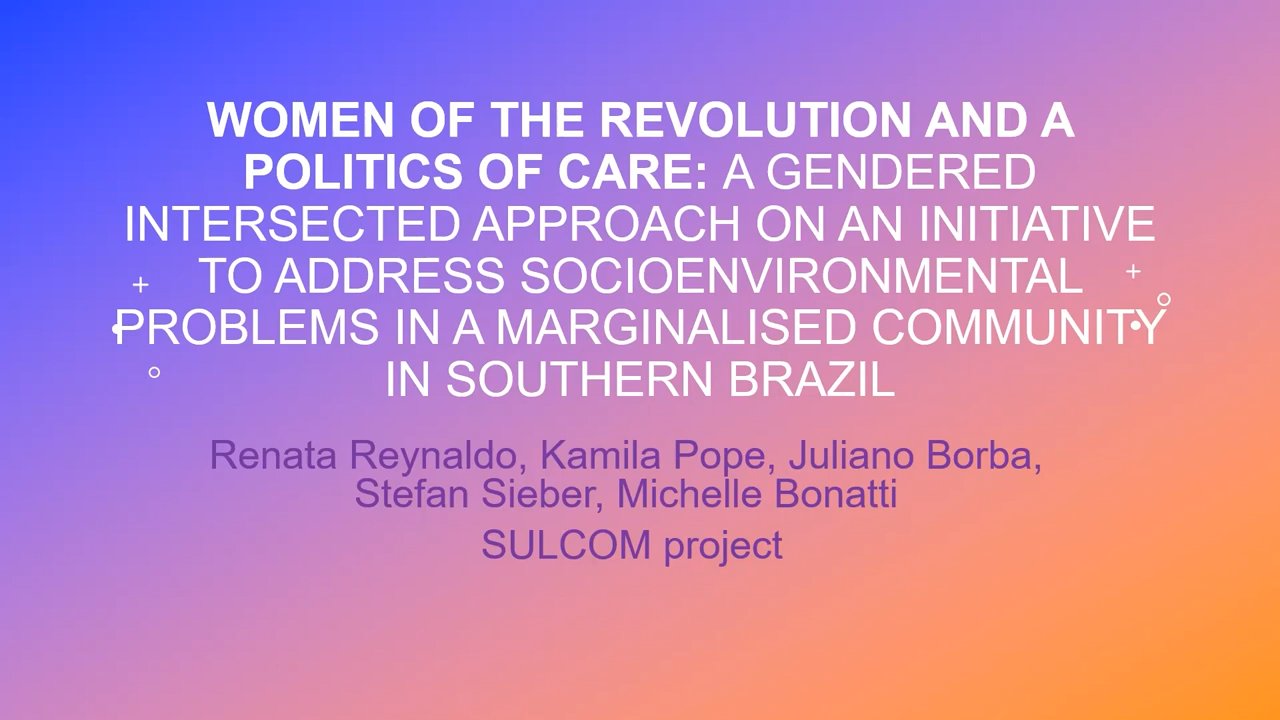 WOMEN OF THE REVOLUTION AND A
POLITICS OF CARE: A GENDERED
INTERSECTED APPROACH ON AN INITIATIVE
TO ADDRESS SOCIOENVIRONMENTAL
PROBLEMS IN A MARGINALISED COMMUNITY
IN SOUTHERN BRAZIL
Renata Reynaldo, Kamila Pope, Juliano Borba,
Stefan Sieber, Michelle Bonatti
SULCOM project